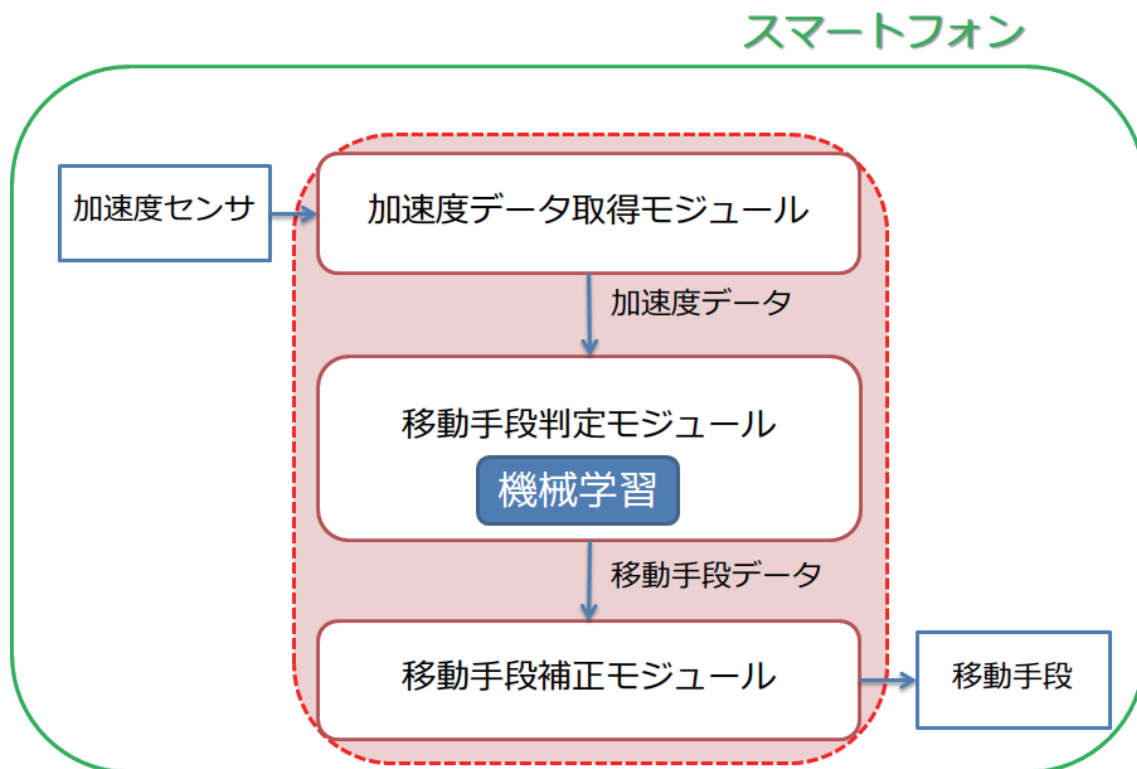 スマートフォン
加速度センサ
加速度データ取得モジュール
加速度データ
移動手段判定モジュール
機械学習
移動手段データ
移動手段補正モジュール
移動手段